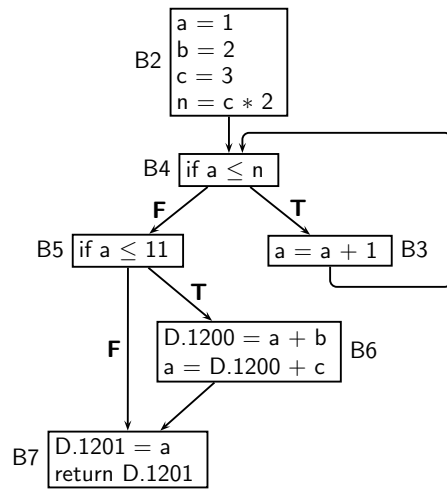 B2
a = 1
b = 2
c = 3
n = c ∗ 2
B4
if a ≤ n
F
T
B5
if a ≤ 11
a = a + 1
B3
T
F
D.1200 = a + b
a = D.1200 + c
B6
B7
D.1201 = a
return D.1201